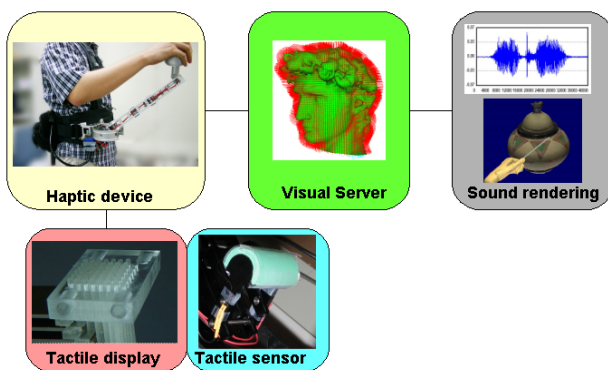 Haptic device
Visual Server
Sound rendering
Tactile display
Tactile sensor